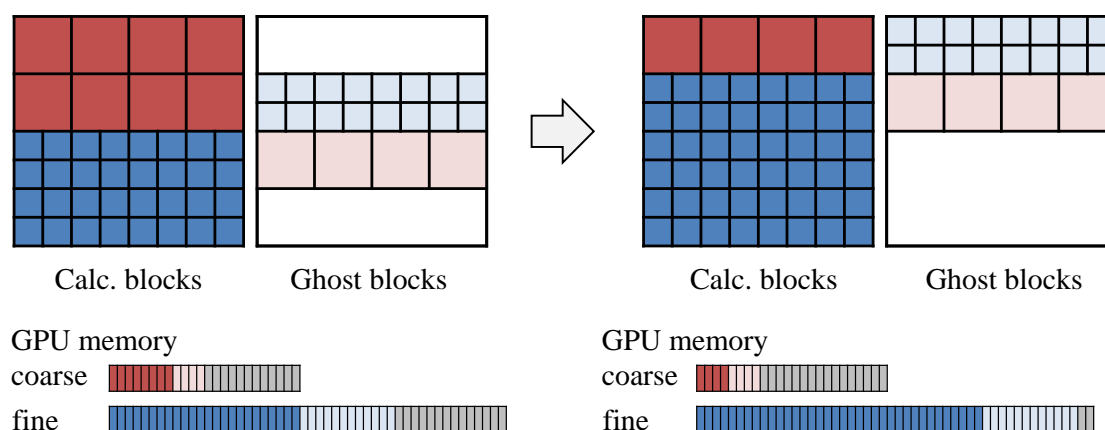 Calc. blocks
Ghost blocks
Calc. blocks
Ghost blocks
GPU memory
coarse
fine
GPU memory
coarse
fine